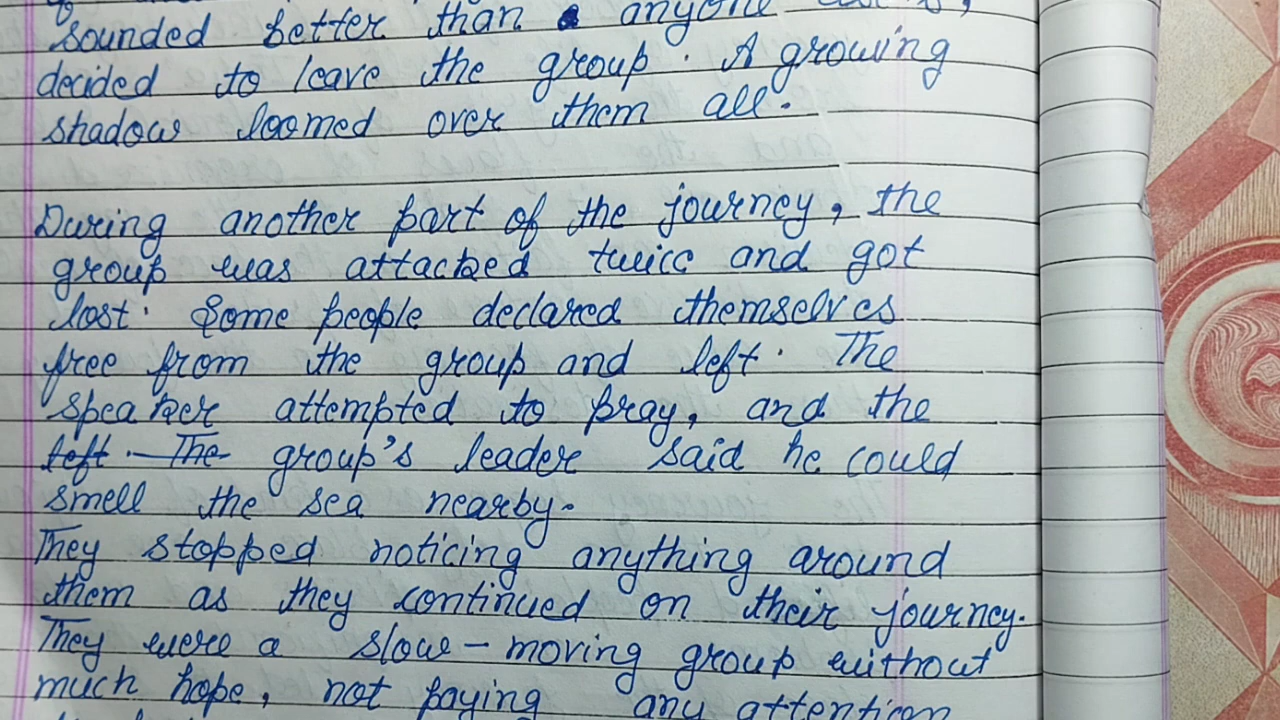 sounded better than anyone
decided to leave the group. A growing
shadow loomed over them all.
During another part of the journey, the
group was attacked twice and got
lost. Some people declared themselves
free from the group and left. The
speaker attempted to pray, and the
left. The group's leader said he could
smell the sea nearby.
They stopped noticing anything around
them as they continued on their journey.
They were a slow-moving group without
much hope, not paying any attention